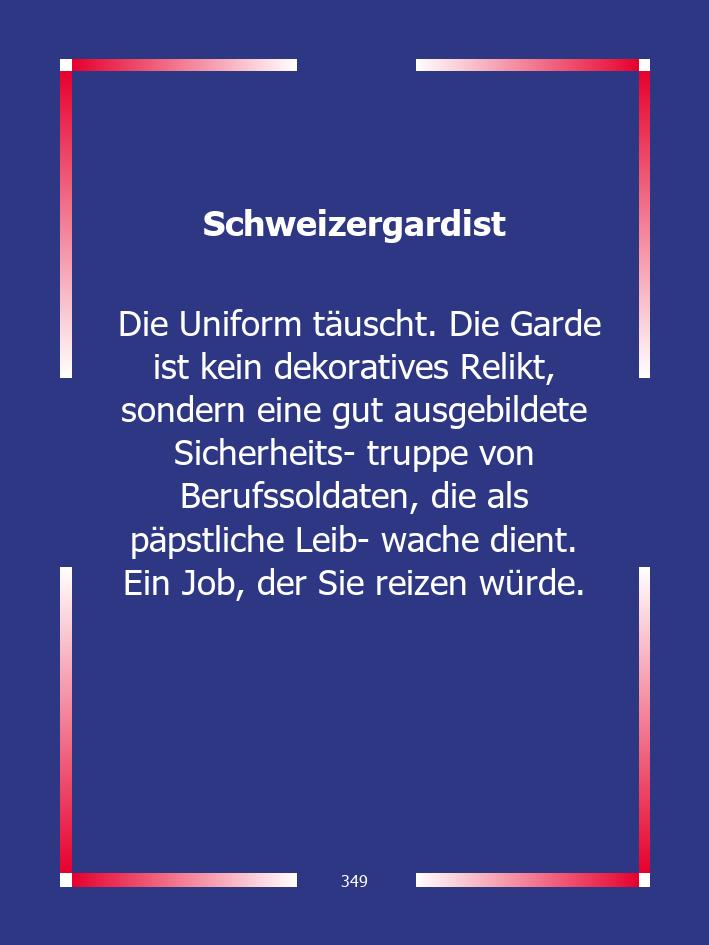 Schweizergardist
Die Uniform täuscht. Die Garde
ist kein dekoratives Relikt,
sondern eine gut ausgebildete
Sicherheits- truppe von
Berufssoldaten, die als
päpstliche Leib- wache dient.
Ein Job, der Sie reizen würde.
349